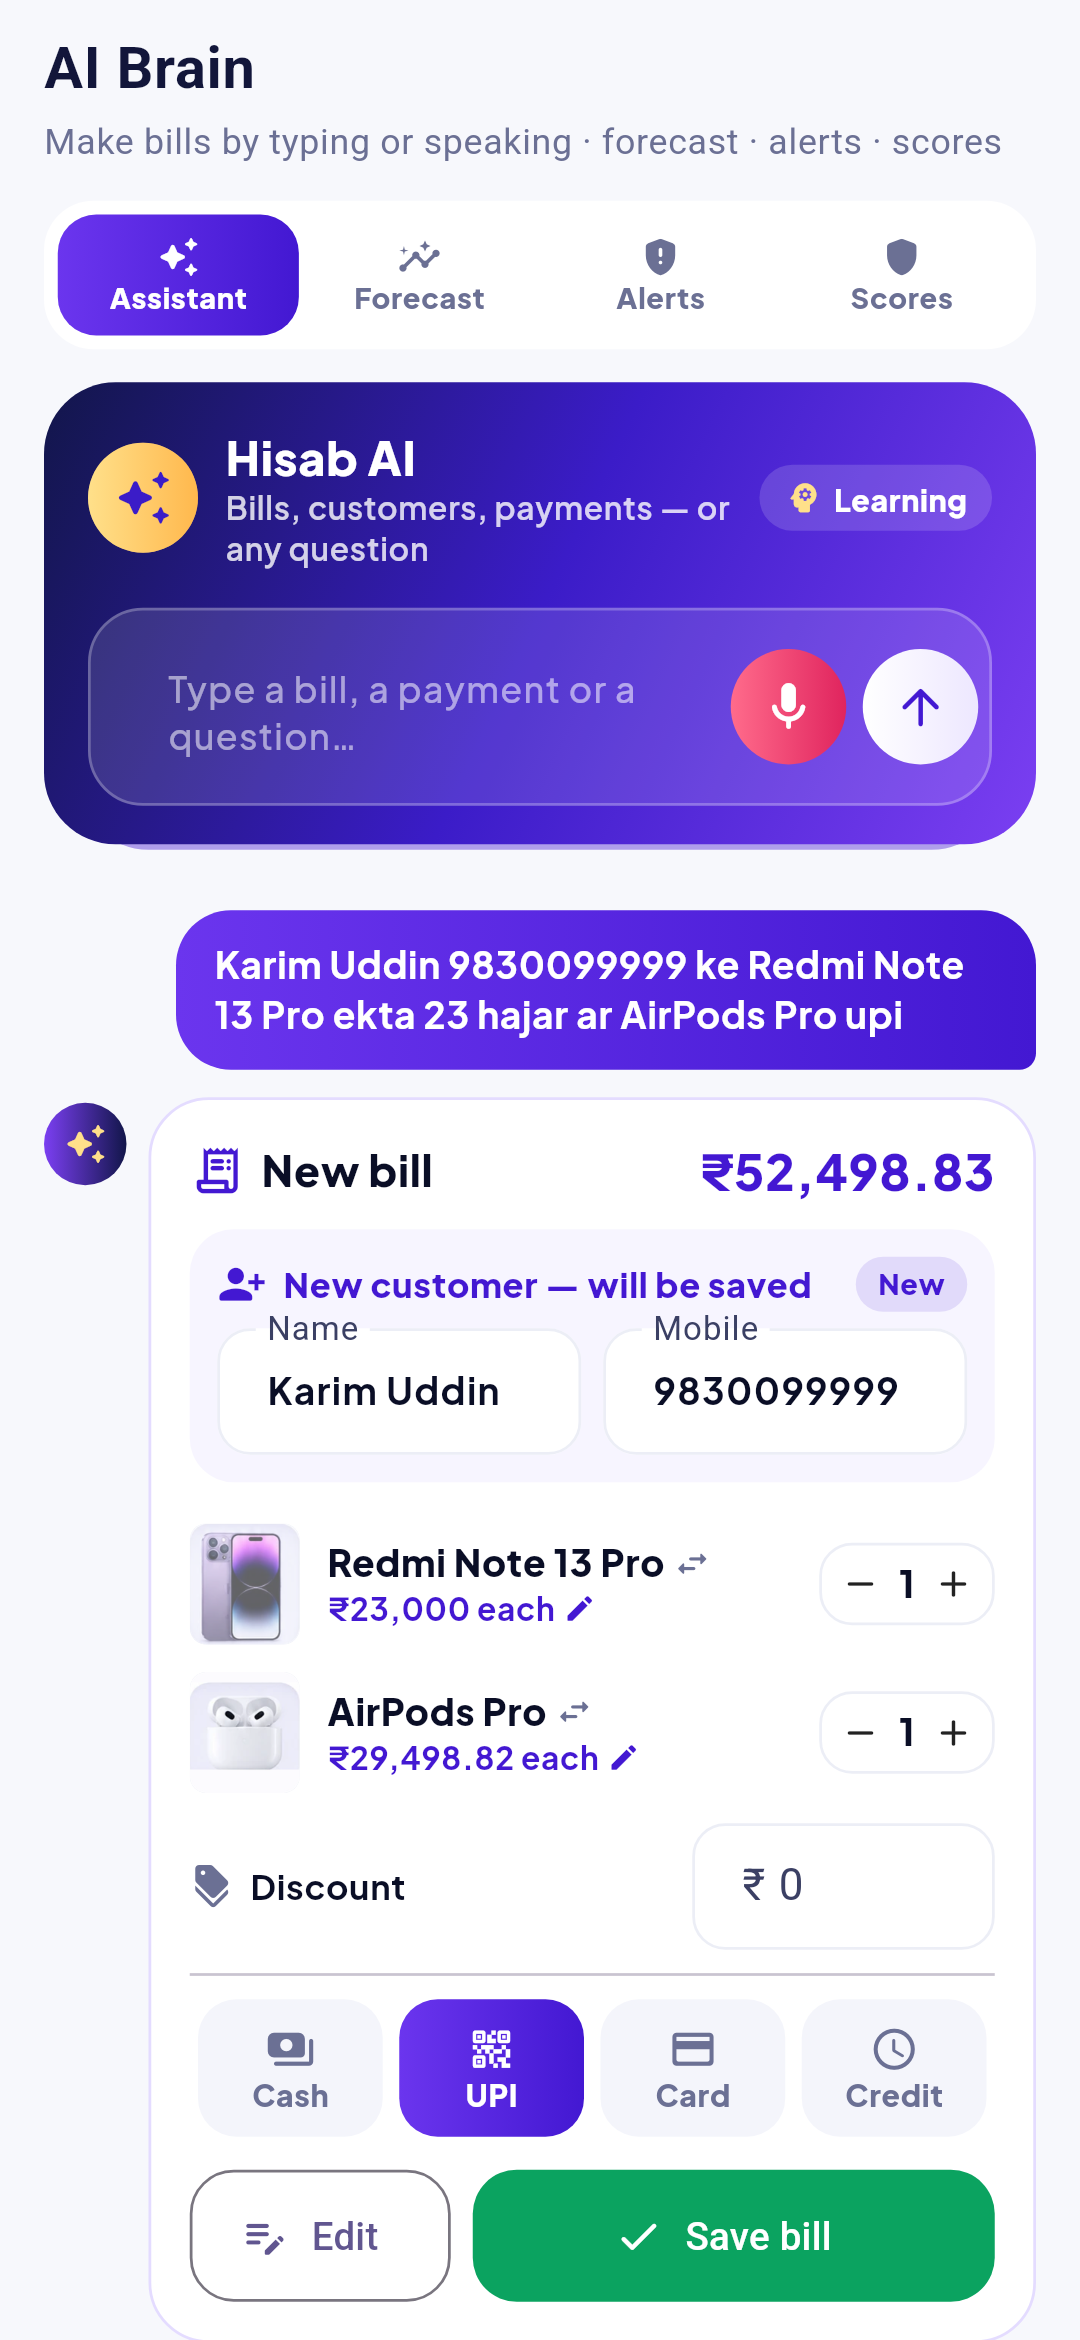 AI Brain
Make bills by typing or speaking · forecast · alerts · scores
Assistant
Forecast
Alerts
Scores
Hisab AI
Bills, customers, payments — or
any question
Learning
Type a bill, a payment or a
question...
Karim Uddin 9830099999 ke Redmi Note
13 Pro ekta 23 hajar ar AirPods Pro upi
New bill
₹52,498.83
New customer — will be saved
New
Name
Karim Uddin
Mobile
9830099999
Redmi Note 13 Pro
₹23,000 each
1
AirPods Pro
₹29,498.82 each
1
Discount
₹ 0
Cash
UPI
Card
Credit
Edit
Save bill